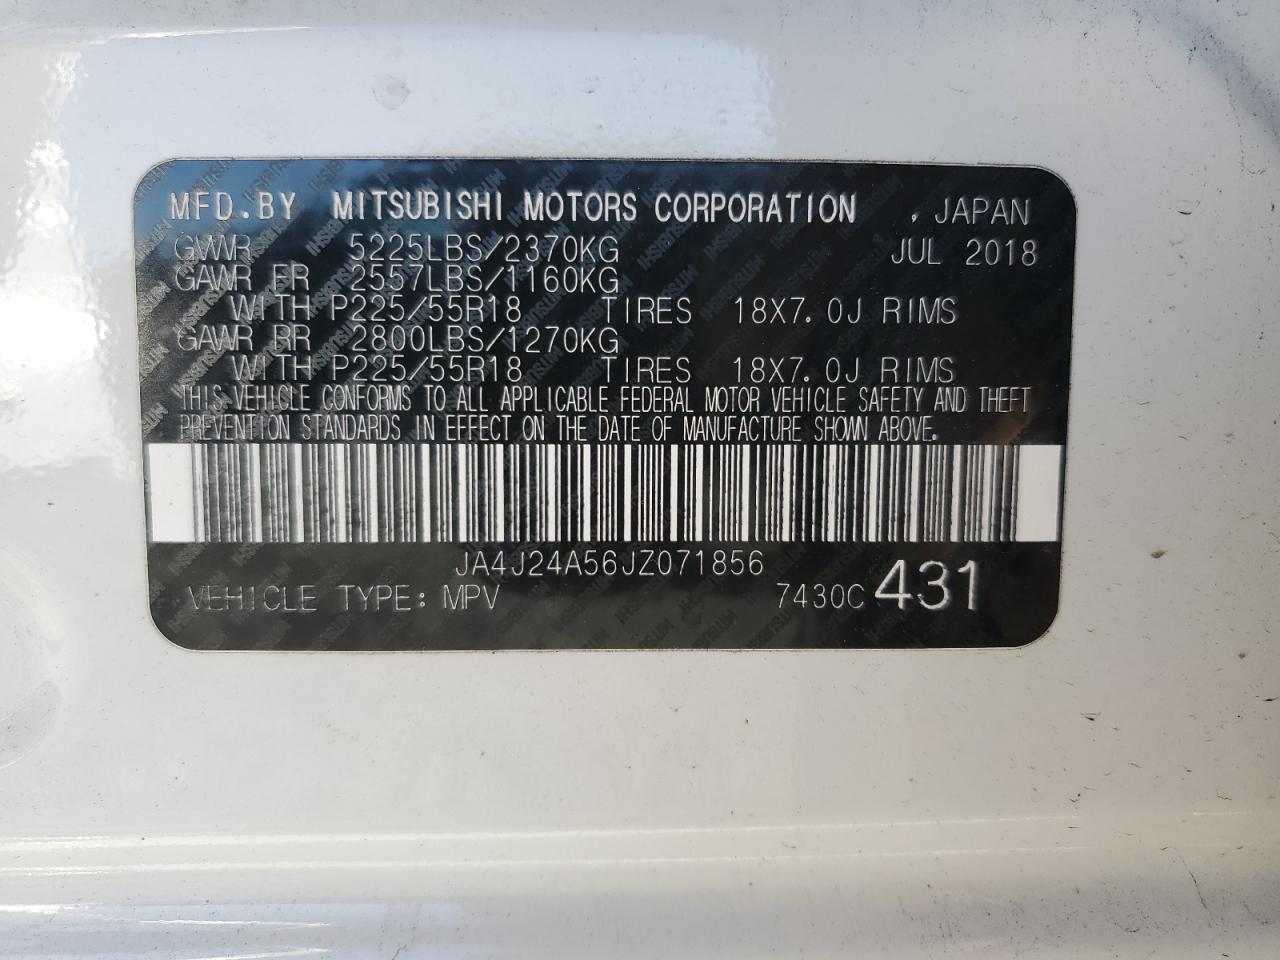 MFD.BY MITSUBISHI MOTORS CORPORATION , JAPAN
GVWR 5225LBS/2370KG JUL 2018
GAWR FR 2557LBS/1160KG
WITH P225/55R18 TIRES 18X7.0J RIMS
GAWR RR 2800LBS/1270KG
WITH P225/55R18 TIRES 18X7.0J RIMS
THIS VEHICLE CONFORMS TO ALL APPLICABLE FEDERAL MOTOR VEHICLE SAFETY AND THEFT
PREVENTION STANDARDS IN EFFECT ON THE DATE OF MANUFACTURE SHOWN ABOVE.
JA4J24A56JZ071856
VEHICLE TYPE: MPV 7430C 431